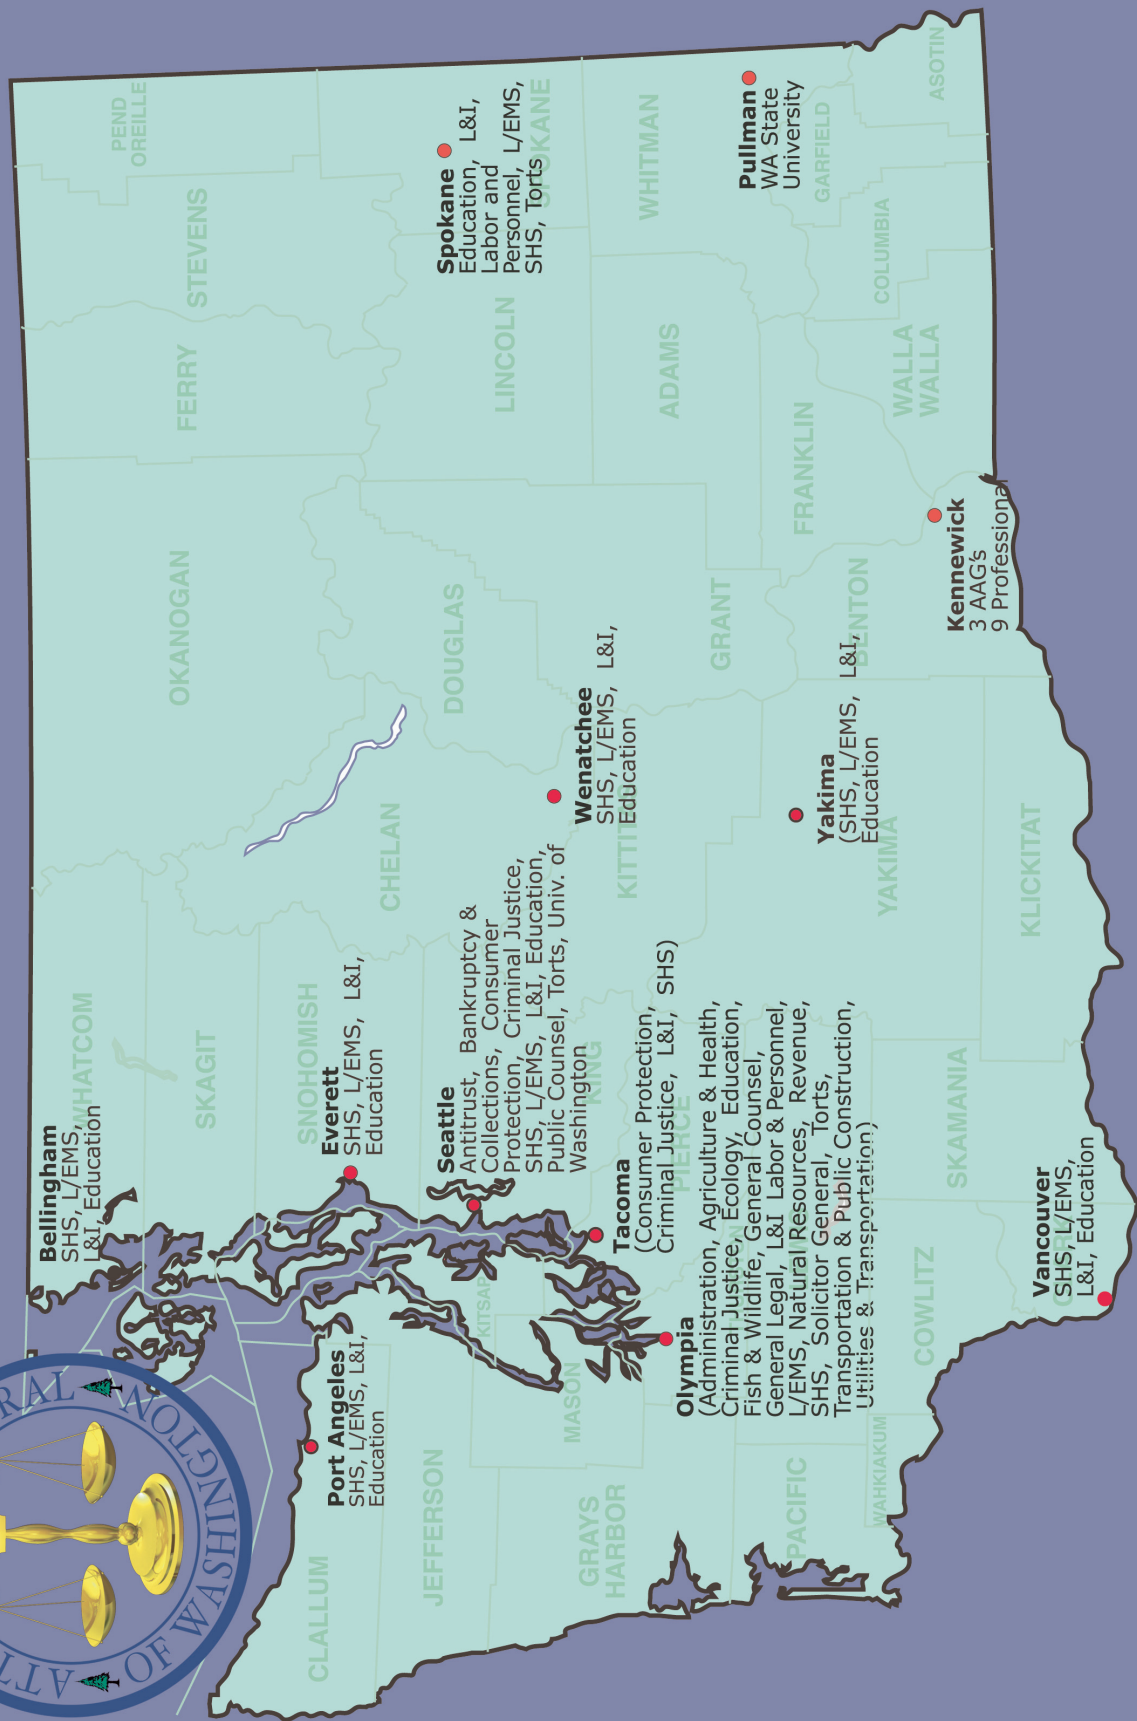 RAL
OF WASHINGTON
ATT
Bellingham
SHS, L/EMS,
L&I, Education
WHATCOM
SKAGIT
SNOHOMISH
Everett
SHS, L/EMS, L&I,
Education
Port Angeles
SHS, L/EMS, L&I,
Education
CLALLUM
JEFFERSON
Seattle
Antitrust, Bankruptcy &
Collections, Consumer
Protection, Criminal Justice,
SHS, L/EMS, L&I, Education,
Public Counsel, Torts, Univ. of
Washington
KING
KITSAP
MASON
GRAYS
HARBOR
Tacoma
(Consumer Protection,
Criminal Justice, L&I, SHS)
PIERCE
Olympia
(Administration, Agriculture & Health,
Criminal Justice, Ecology, Education,
Fish & Wildlife, General Counsel,
General Legal, L&I Labor & Personnel,
L/EMS, Natural Resources, Revenue,
SHS, Solicitor General, Torts,
Transportation & Public Construction,
Utilities & Transportation)
PACIFIC
WAHKIAKUM
COWLITZ
SKAMANIA
Vancouver
SHS, L/EMS,
L&I, Education
OKANOGAN
CHELAN
DOUGLAS
Wenatchee
SHS, L/EMS, L&I,
Education
KITTITAS
GRANT
Yakima
(SHS, L/EMS, L&I,
Education
YAKIMA
BENTON
KLICKITAT
Kennewick
3 AAG's
9 Professional
FERRY
STEVENS
PEND
OREILLE
LINCOLN
Spokane
Education, L&I,
Labor and
Personnel, L/EMS,
SHS, Torts
SPOKANE
ADAMS
WHITMAN
FRANKLIN
Pullman
WA State
University
GARFIELD
COLUMBIA
WALLA
WALLA
ASOTIN